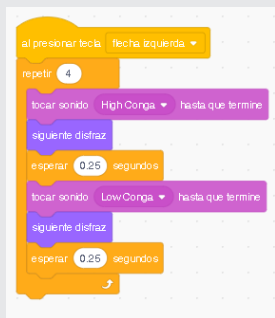 al presionar tecla flecha izquierda
repetir 4
tocar sonido High Conga hasta que termine
siguiente disfraz
esperar 0.25 segundos
tocar sonido Low Conga hasta que termine
siguiente disfraz
esperar 0.25 segundos